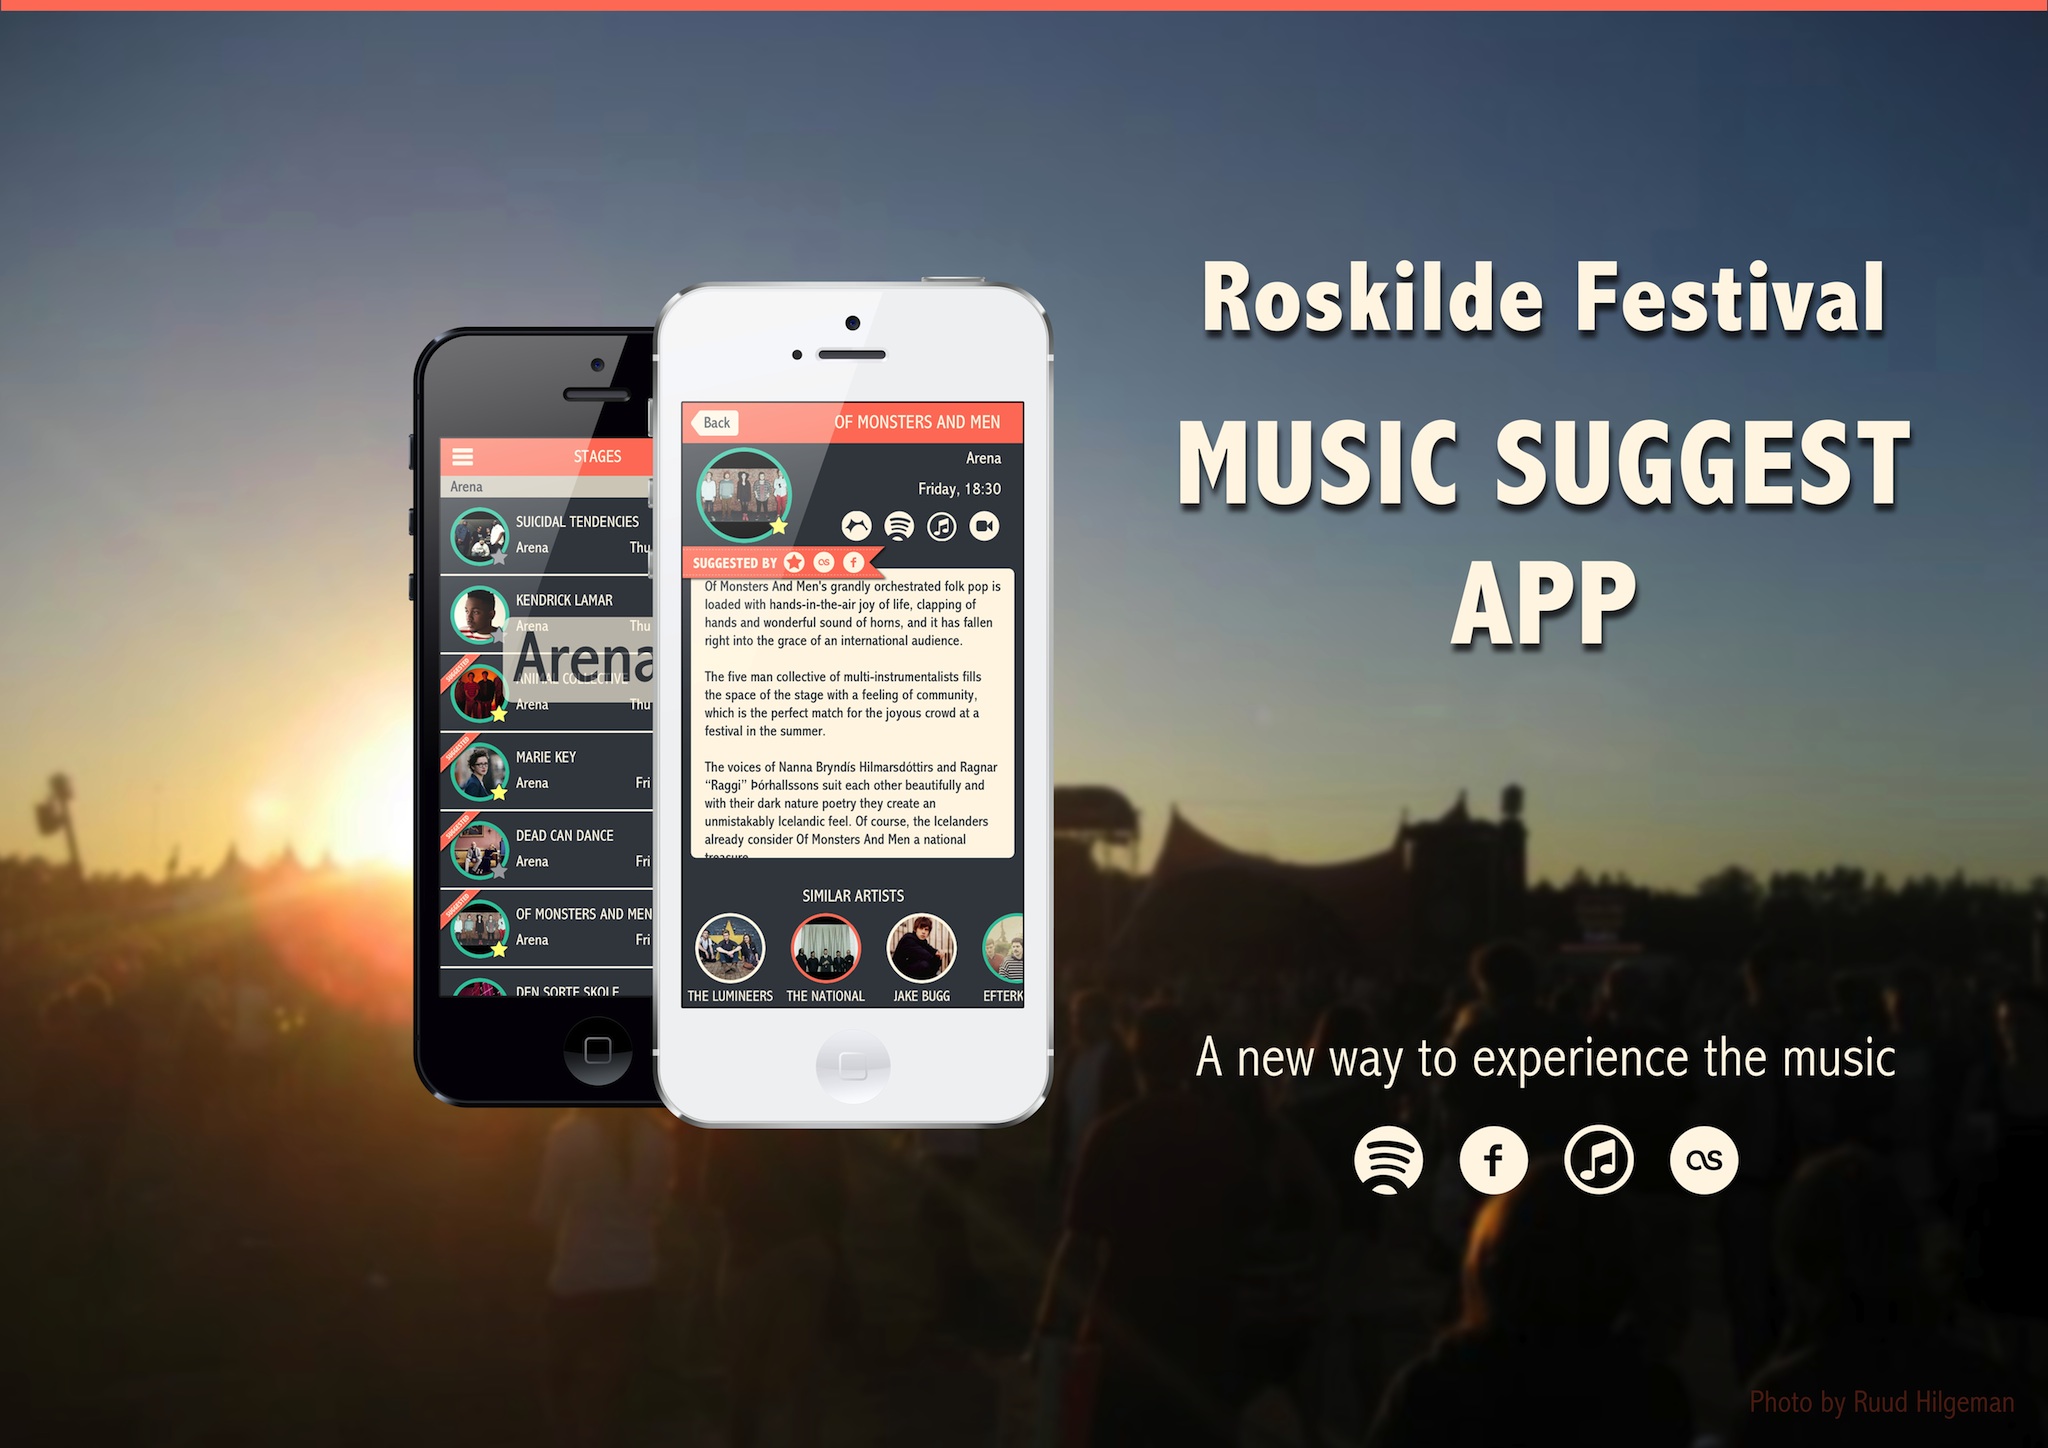 Roskilde Festival
MUSIC SUGGEST
APP
A new way to experience the music
STAGES
Arena
SUICIDAL TENDENCIES
Arena Thu
KENDRICK LAMAR
Arena Thu
Arena
ANIMAL COLLECTIVE
Arena Thu
SUGGESTED
MARIE KEY
Arena Fri
SUGGESTED
DEAD CAN DANCE
Arena Fri
SUGGESTED
OF MONSTERS AND MEN
Arena Fri
SUGGESTED
DEN SORTE SKOLE
Back
OF MONSTERS AND MEN
Arena
Friday, 18:30
SUGGESTED BY
Of Monsters And Men's grandly orchestrated folk pop is
loaded with hands-in-the-air joy of life, clapping of
hands and wonderful sound of horns, and it has fallen
right into the grace of an international audience.
The five man collective of multi-instrumentalists fills
the space of the stage with a feeling of community,
which is the perfect match for the joyous crowd at a
festival in the summer.
The voices of Nanna Bryndís Hilmarsdóttirs and Ragnar
“Raggi” Þórhallssons suit each other beautifully and
with their dark nature poetry they create an
unmistakably Icelandic feel. Of course, the Icelanders
already consider Of Monsters And Men a national
treasure.
SIMILAR ARTISTS
THE LUMINEERS THE NATIONAL JAKE BUGG EFTERK
Photo by Ruud Hilgeman